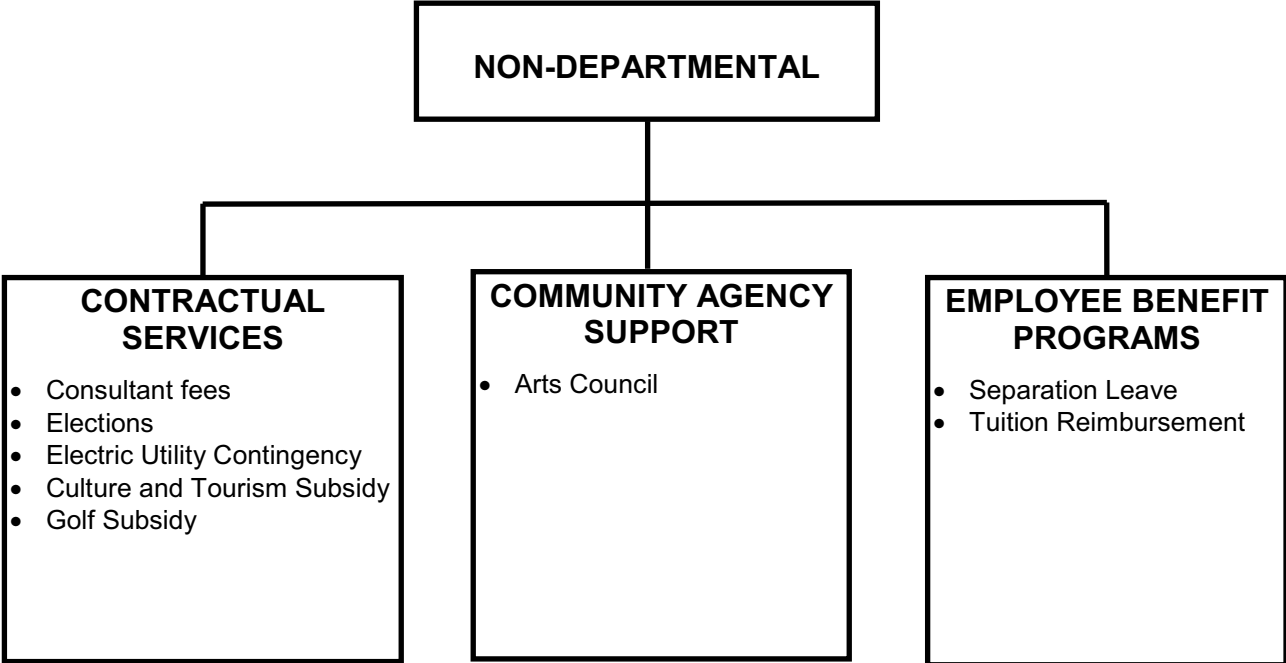 NON-DEPARTMENTAL
CONTRACTUAL
SERVICES
• Consultant fees
• Elections
• Electric Utility Contingency
• Culture and Tourism Subsidy
• Golf Subsidy
COMMUNITY AGENCY
SUPPORT
• Arts Council
EMPLOYEE BENEFIT
PROGRAMS
• Separation Leave
• Tuition Reimbursement